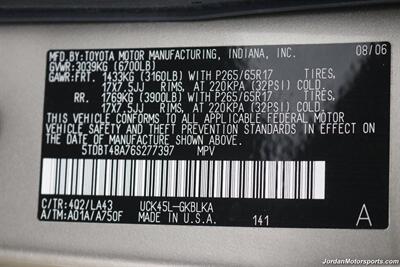 MFD. BY: TOYOTA MOTOR MANUFACTURING, INDIANA, INC. 08/06
GVWR: 3039KG (6700LB)
GAWR: FRT. 1433KG (3160LB) WITH P265/65R17 TIRES,
17X7.5JJ RIMS, AT 220KPA (32PSI) COLD.
RR. 1769KG (3900LB) WITH P265/65R17 TIRES,
17X7.5JJ RIMS, AT 220KPA (32PSI) COLD.
THIS VEHICLE CONFORMS TO ALL APPLICABLE FEDERAL MOTOR
VEHICLE SAFETY AND THEFT PREVENTION STANDARDS IN EFFECT ON
THE DATE OF MANUFACTURE SHOWN ABOVE.
5TDBT48A76S277397 MPV
C/TR: 4Q2/LA43 UCK45L-GKBLKA
A/TM: A01A/A750F MADE IN U.S.A. 141 A
JordanMotorsports.com